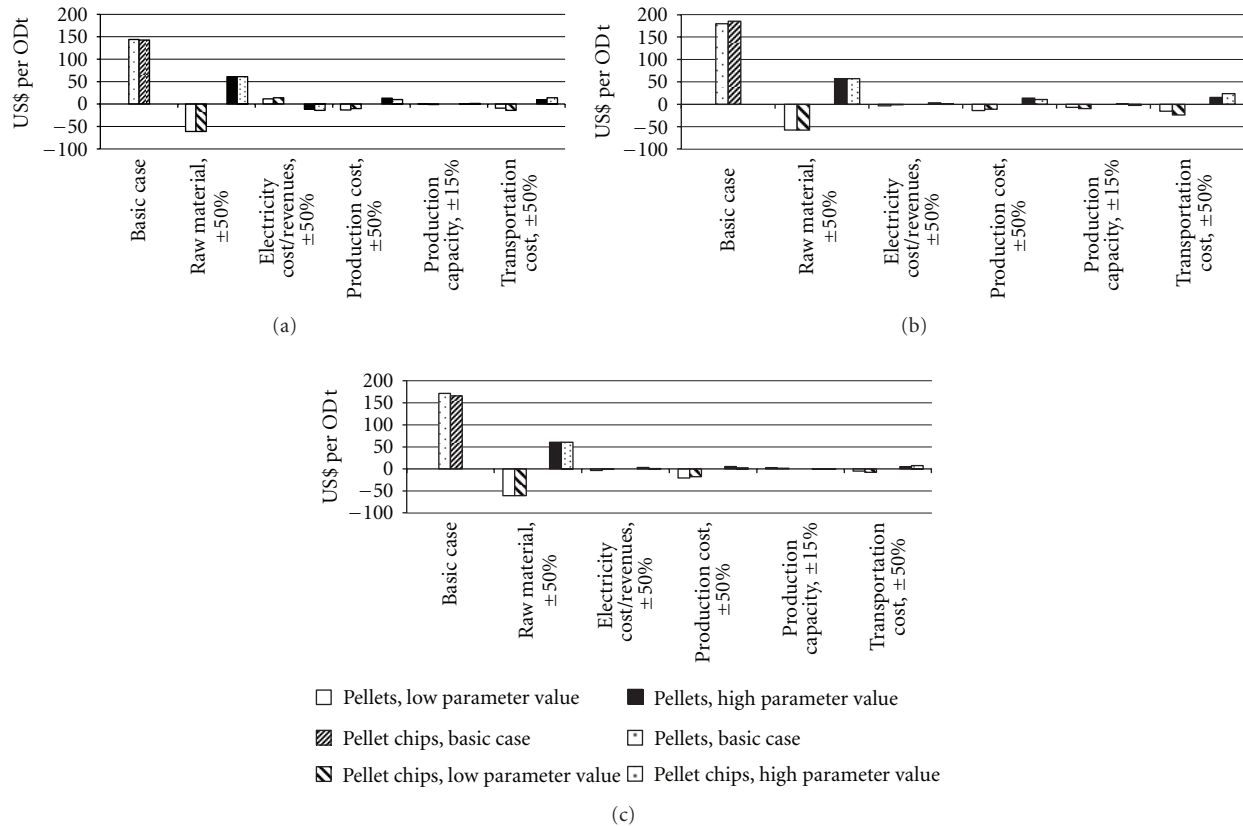 US$ per ODt
200
150
100
50
0
−50
−100
Basic case
Raw material,
±50%
Electricity
cost/revenues,
±50%
Production cost,
±50%
Production
capacity, ±15%
Transportation
cost, ±50%
(a)
US$ per ODt
200
150
100
50
0
−50
−100
Basic case
Raw material,
±50%
Electricity
cost/revenues,
±50%
Production cost,
±50%
Production
capacity, ±15%
Transportation
cost, ±50%
(b)
US$ per ODt
200
150
100
50
0
−50
−100
Basic case
Raw material,
±50%
Electricity
cost/revenues,
±50%
Production cost,
±50%
Production
capacity, ±15%
Transportation
cost, ±50%
Pellets, low parameter value
Pellets, high parameter value
Pellet chips, basic case
Pellets, basic case
Pellet chips, low parameter value
Pellet chips, high parameter value
(c)